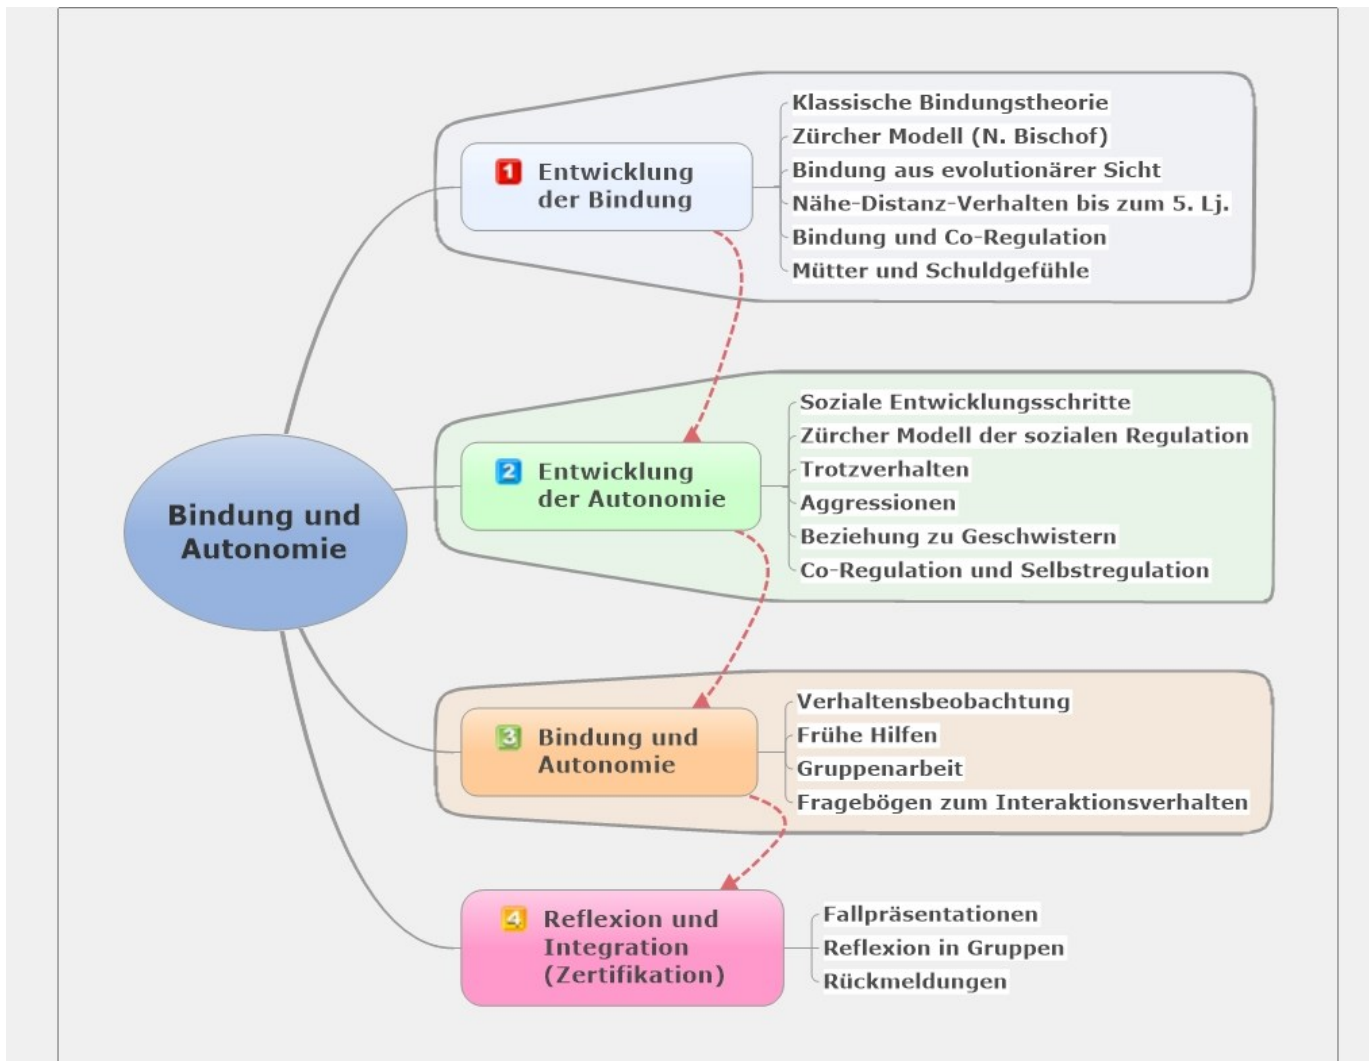 Bindung und
Autonomie
1 Entwicklung
der Bindung
Klassische Bindungstheorie
Zürcher Modell (N. Bischof)
Bindung aus evolutionärer Sicht
Nähe-Distanz-Verhalten bis zum 5. Lj.
Bindung und Co-Regulation
Mütter und Schuldgefühle
2 Entwicklung
der Autonomie
Soziale Entwicklungsschritte
Zürcher Modell der sozialen Regulation
Trotzverhalten
Aggressionen
Beziehung zu Geschwistern
Co-Regulation und Selbstregulation
3 Bindung und
Autonomie
Verhaltensbeobachtung
Frühe Hilfen
Gruppenarbeit
Fragebögen zum Interaktionsverhalten
4 Reflexion und
Integration
(Zertifikation)
Fallpräsentationen
Reflexion in Gruppen
Rückmeldungen